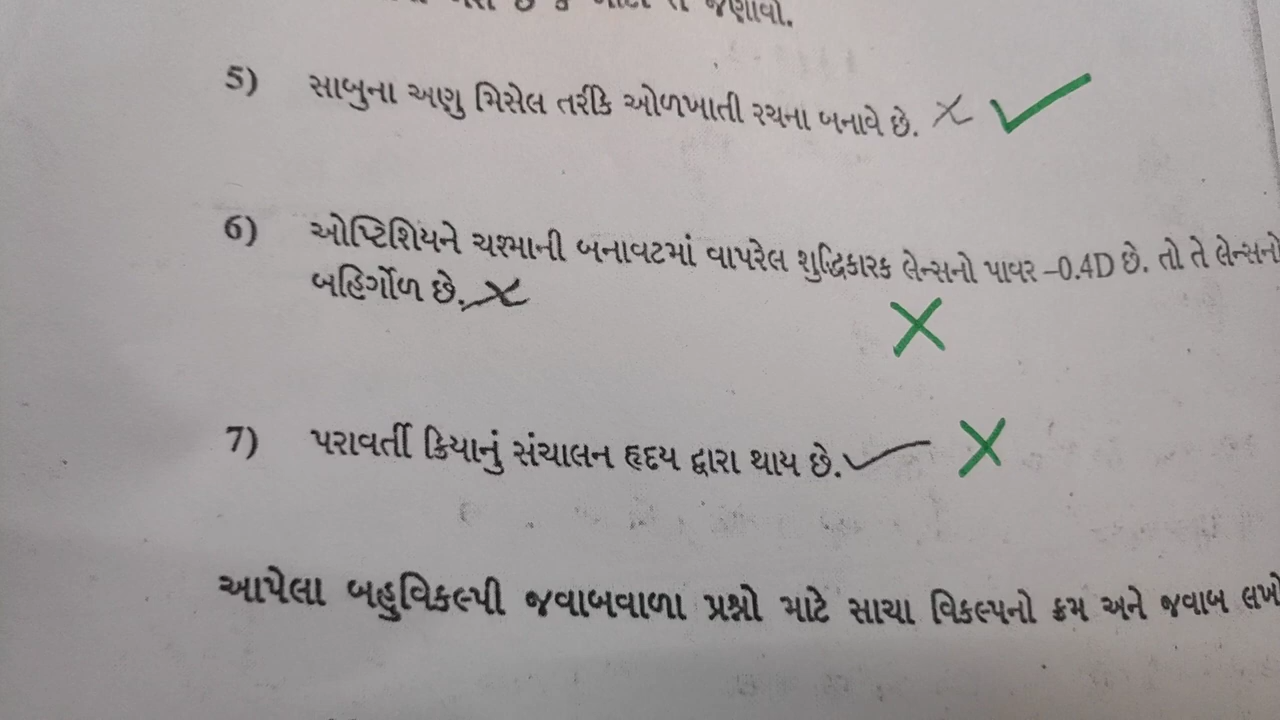 જણાવો.
5) સાબુના અણુ મિસેલ તરીકે ઓળખાતી રચના બનાવે છે. ✗ ✓
6) ઓપ્ટિશિયને ચશ્માની બનાવટમાં વાપરેલ શુદ્ધિકારક લેન્સનો પાવર –0.4D છે. તો તે લેન્સનો
બહિર્ગોળ છે. ✗
✗
7) પરાવર્તી ક્રિયાનું સંચાલન હૃદય દ્વારા થાય છે. ✓ ✗
આપેલા બહુવિકલ્પી જવાબવાળા પ્રશ્નો માટે સાચા વિકલ્પનો ક્રમ અને જવાબ લખો